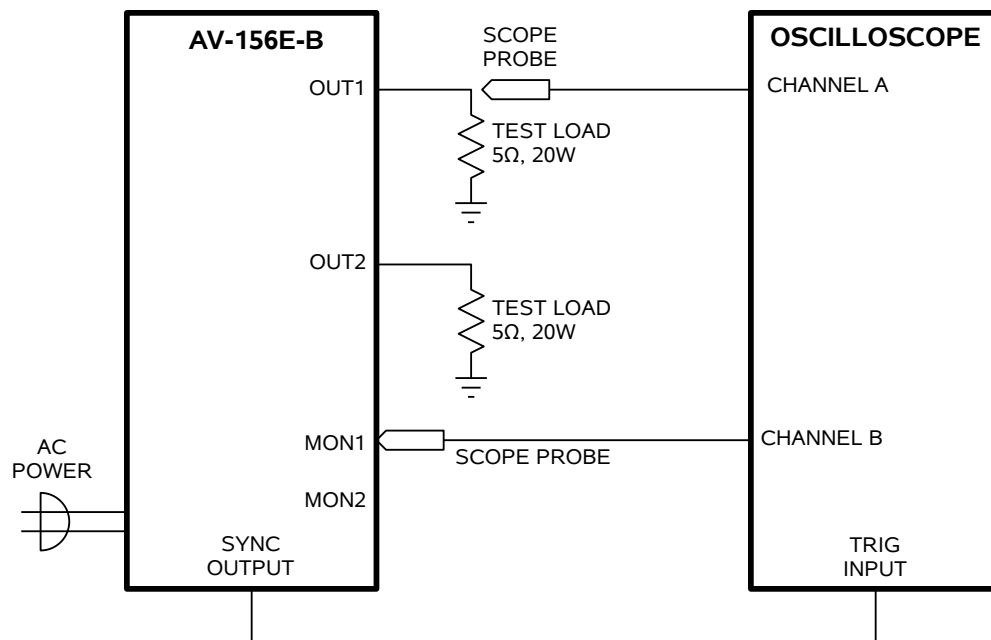 AV-156E-B
OUT1
SCOPE
PROBE
OSCILLOSCOPE
CHANNEL A
TEST LOAD
5Ω, 20W
OUT2
TEST LOAD
5Ω, 20W
MON1
SCOPE PROBE
CHANNEL B
AC
POWER
MON2
SYNC
OUTPUT
TRIG
INPUT